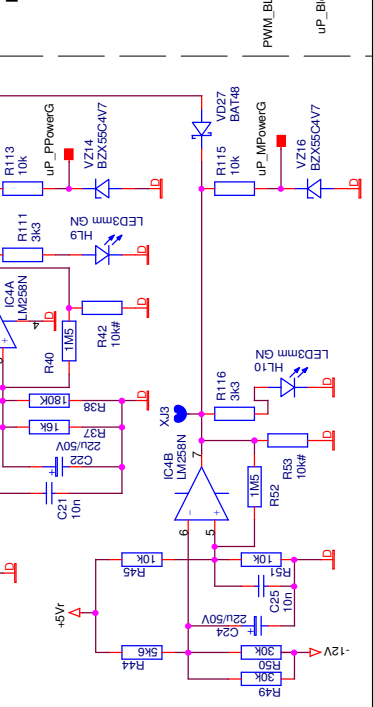 PWM_BL
uP_Bl
R113
10k
uP_PPowerG
VZ14
BZX55C4V7
D
VD27
BAT48
R115
10k
uP_MPowerG
VZ16
BZX55C4V7
D
R111
3k3
HL9
LED3mm GN
D
IC4A
LM258N
4
D
R40
1M5
R42
10k#
D
180K
R38
16k
R37
22u/50V
C22
+
C21
10n
D
XJ3
R116
3k3
HL10
LED3mm GN
D
IC4B
LM258N
7
6
5
-
+
1M5
R52
R53
10k#
D
D
+5Vr
10k
R45
10k
R51
D
C25
10n
22u/50V
C24
+
5k6
R44
30k
R50
30k
R49
-12V